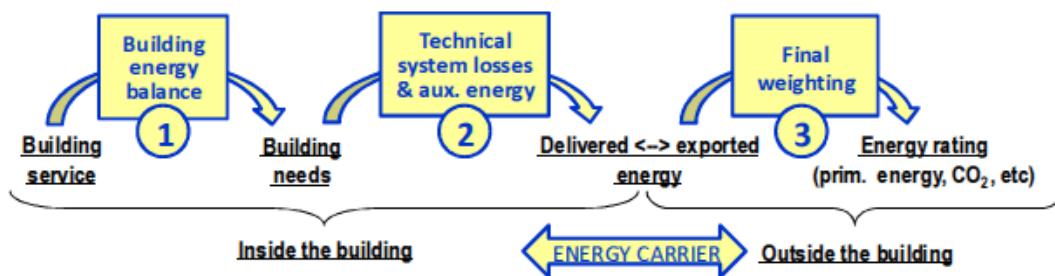 Building
energy
balance
1
Technical
system losses
& aux. energy
2
Final
weighting
3
Building
service
Building
needs
Delivered <--> exported
energy
Energy rating
(prim. energy, CO₂, etc)
Inside the building
ENERGY CARRIER
Outside the building